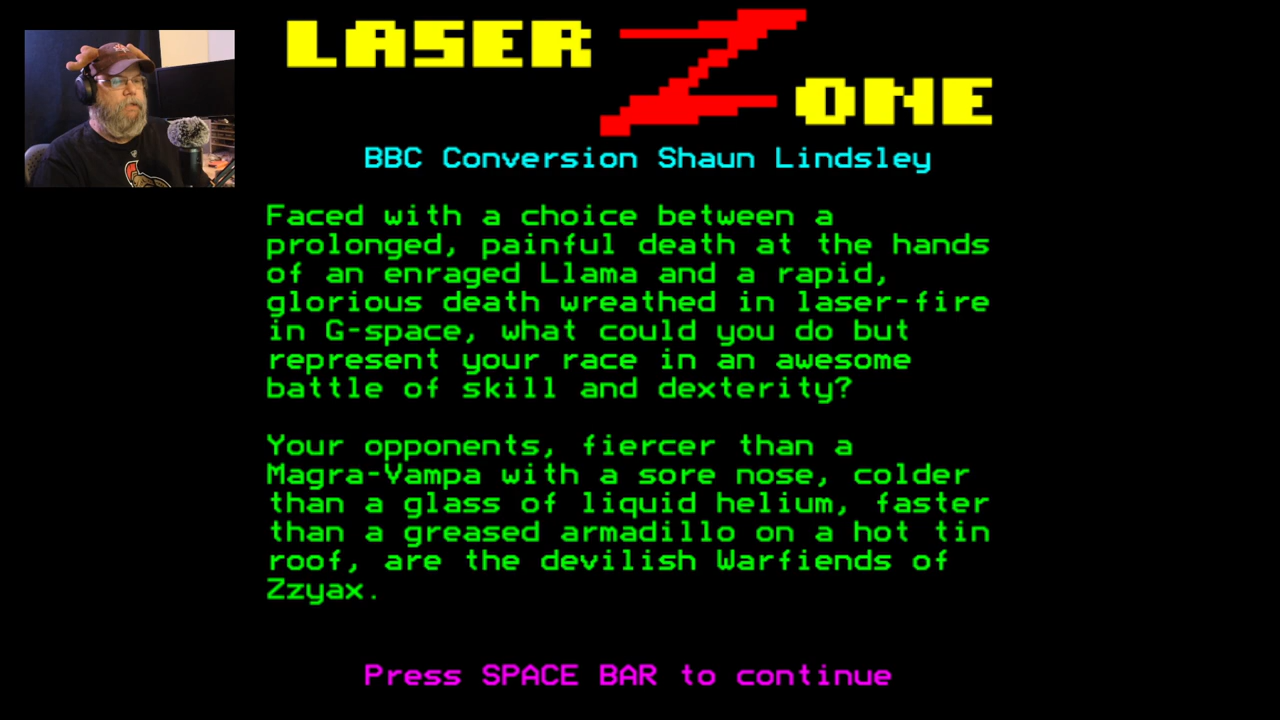 LASER ZONE
BBC Conversion Shaun Lindsley
Faced with a choice between a
prolonged, painful death at the hands
of an enraged Llama and a rapid,
glorious death wreathed in laser-fire
in G-space, what could you do but
represent your race in an awesome
battle of skill and dexterity?
Your opponents, fiercer than a
Magra-Vampa with a sore nose, colder
than a glass of liquid helium, faster
than a greased armadillo on a hot tin
roof, are the devilish Warfiends of
Zzyax.
Press SPACE BAR to continue